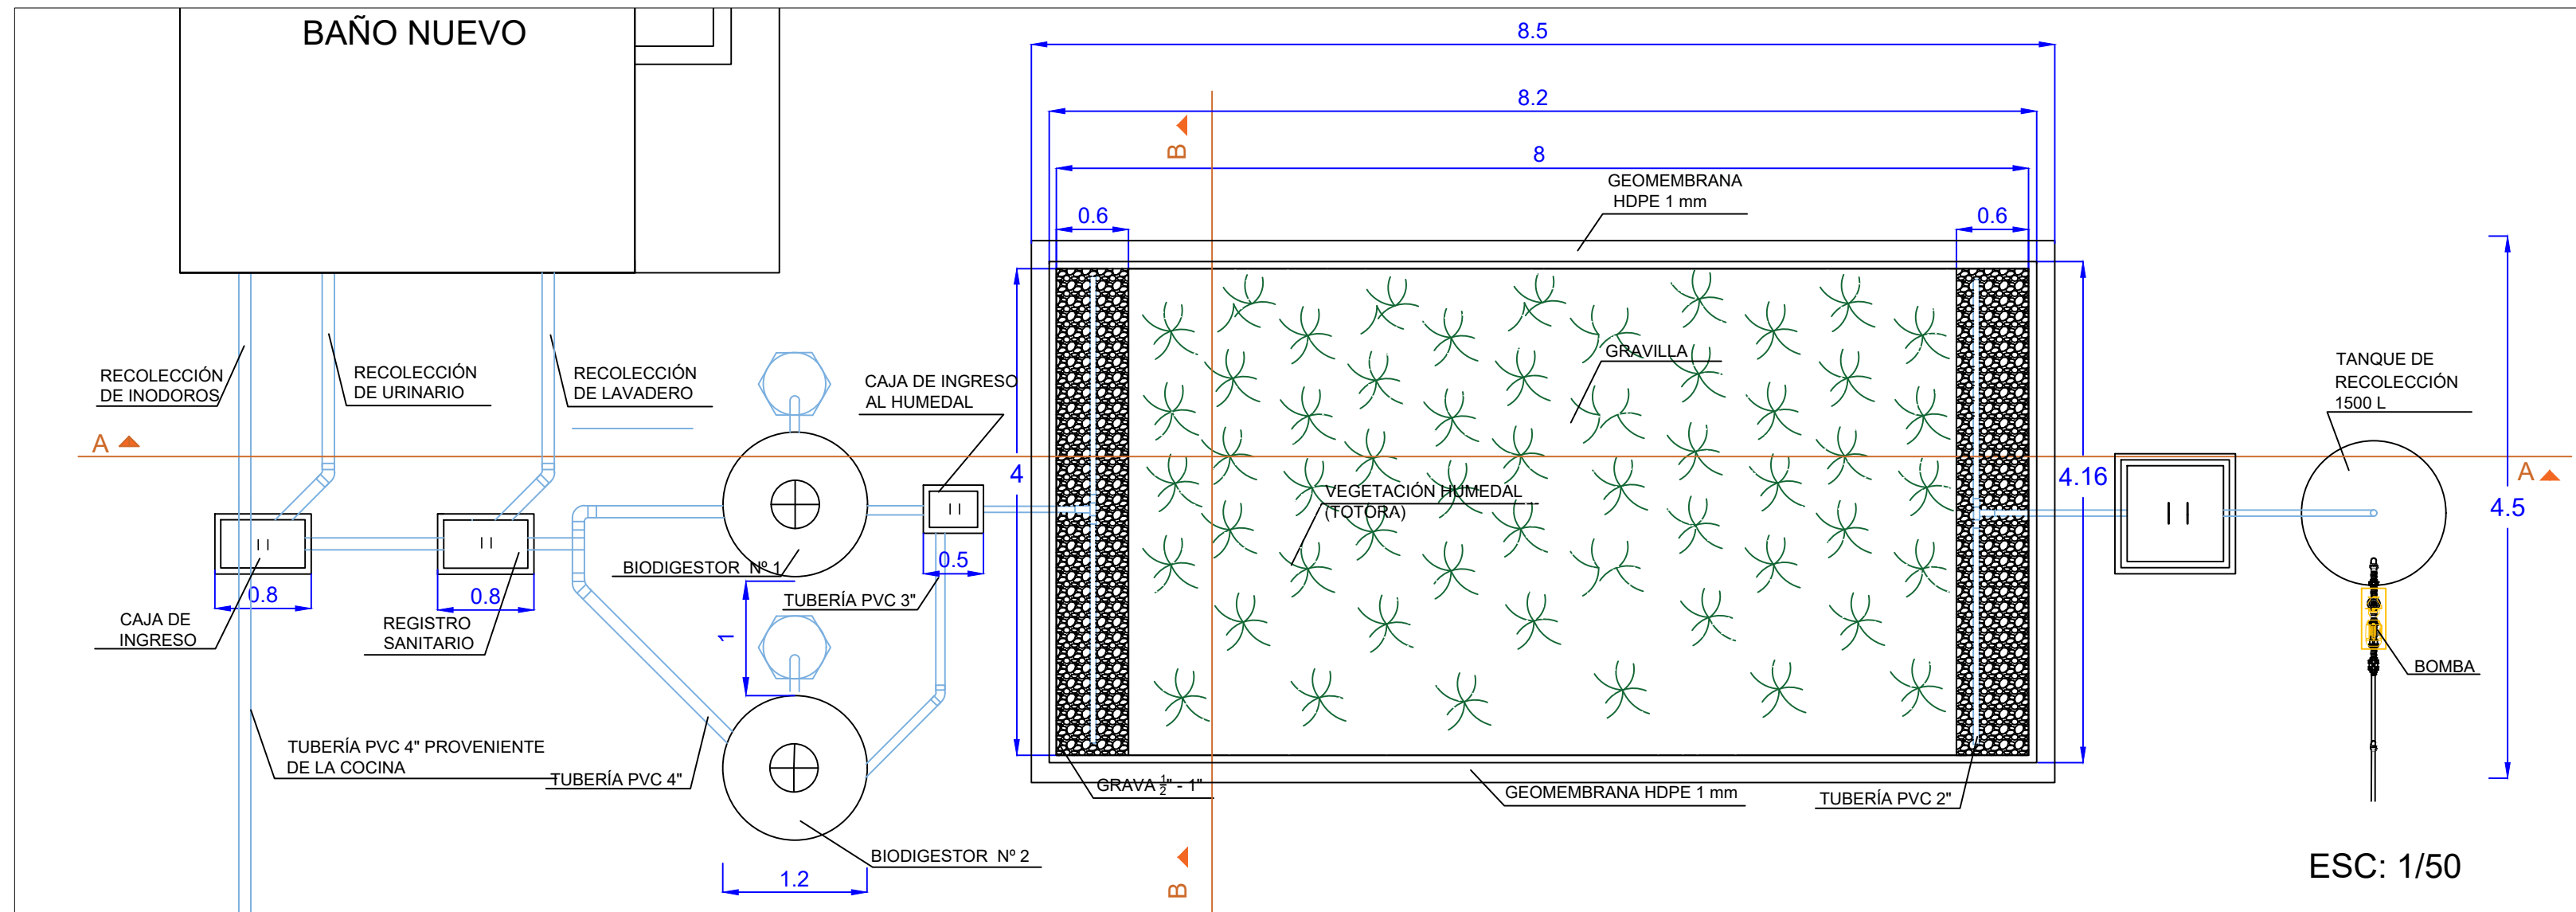 BAÑO NUEVO
8.5
8.2
B
8
GEOMEMBRANA
HDPE 1 mm
0.6
0.6
RECOLECCIÓN
DE INODOROS
RECOLECCIÓN
DE URINARIO
RECOLECCIÓN
DE LAVADERO
CAJA DE INGRESO
AL HUMEDAL
GRAVILLA
TANQUE DE
RECOLECCIÓN
1500 L
A
A
4
4.16
4.5
VEGETACIÓN HUMEDAL
(TOTORA)
BIODIGESTOR Nº 1
0.5
0.8
0.8
TUBERÍA PVC 3"
CAJA DE
INGRESO
REGISTRO
SANITARIO
1
BOMBA
TUBERÍA PVC 4" PROVENIENTE
DE LA COCINA
TUBERÍA PVC 4"
GRAVA ½" - 1"
GEOMEMBRANA HDPE 1 mm
TUBERÍA PVC 2"
BIODIGESTOR Nº 2
1.2
B
ESC: 1/50